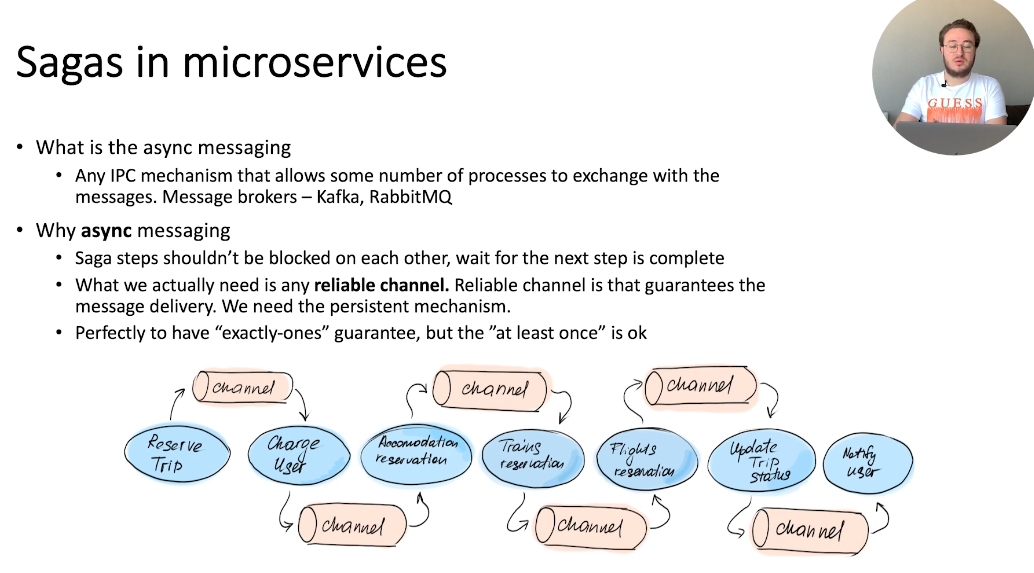 Sagas in microservices
GUESS
• What is the async messaging
• Any IPC mechanism that allows some number of processes to exchange with the
messages. Message brokers – Kafka, RabbitMQ
• Why async messaging
• Saga steps shouldn't be blocked on each other, wait for the next step is complete
• What we actually need is any reliable channel. Reliable channel is that guarantees the
message delivery. We need the persistent mechanism.
• Perfectly to have “exactly-ones” guarantee, but the ”at least once” is ok
channel
channel
channel
Reserve
Trip
Charge
User
Accomodation
reservation
Trains
reservation
Flights
reservation
Update
Trip
Status
Notify
user
channel
channel
channel